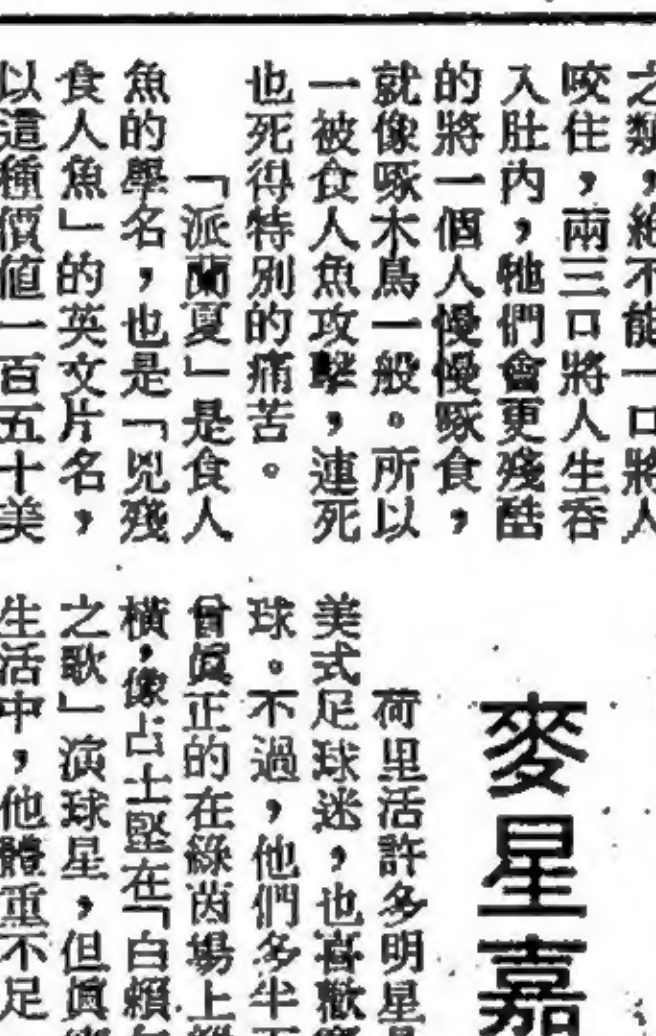 之類，絕不能一口將人
咬住，兩三口將人生吞
入肚內，牠們會更殘酷
的將一個人慢慢啄食，
就像啄木鳥一般。所以
一被食人魚攻擊，連死
也死得特別的痛苦。
「派蘭夏」是食人
魚的學名，也是「兇殘
食人魚」的英文片名，
以這種價值一百五十美
麥星嘉
荷里活許多明星是
美式足球迷，也喜歡
球。不過，他們多半不
曾眞正的在綠茵場上
橫，像占士堅在「白賴
之歌」演球星，但眞
生活中，他體重不足